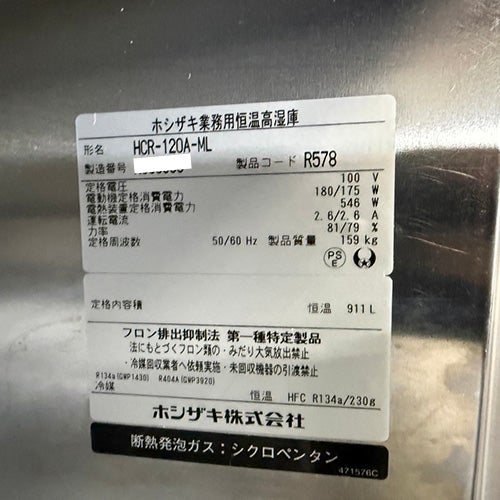 ホシザキ業務用恒温高湿庫
形名 HCR-120A-ML
製造番号 製品コード R578
定格電圧 100 V
電動機定格消費電力 180/175 W
電熱装置定格消費電力 546 W
運転電流 2.6/2.6 A
力率 81/79 %
定格周波数 50/60 Hz 製品質量 159 kg
PS
E
定格内容積 恒温 911 L
フロン排出抑制法 第一種特定製品
法にもとづくフロン類の・みだり大気放出禁止
・冷媒回収業者へ依頼実施・未回収機器の引渡禁止
R134a(GWP1430) R404A(GWP3920)
冷媒 恒温 HFC R134a/230g
ホシザキ株式会社
断熱発泡ガス：シクロペンタン
471576C